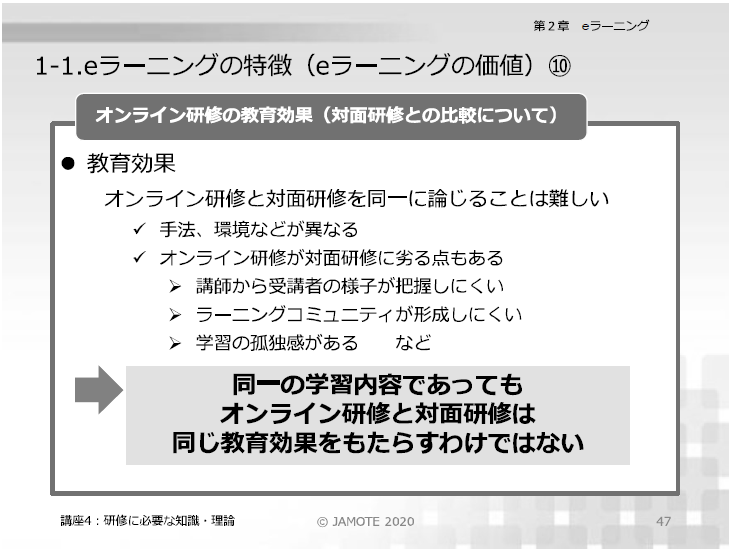 第2章 eラーニング
1-1.eラーニングの特徴（eラーニングの価値）⑩
オンライン研修の教育効果（対面研修との比較について）
● 教育効果
オンライン研修と対面研修を同一に論じることは難しい
✓ 手法、環境などが異なる
✓ オンライン研修が対面研修に劣る点もある
➢ 講師から受講者の様子が把握しにくい
➢ ラーニングコミュニティが形成しにくい
➢ 学習の孤独感がある　　など
同一の学習内容であっても
オンライン研修と対面研修は
同じ教育効果をもたらすわけではない
講座4：研修に必要な知識・理論
© JAMOTE 2020
47